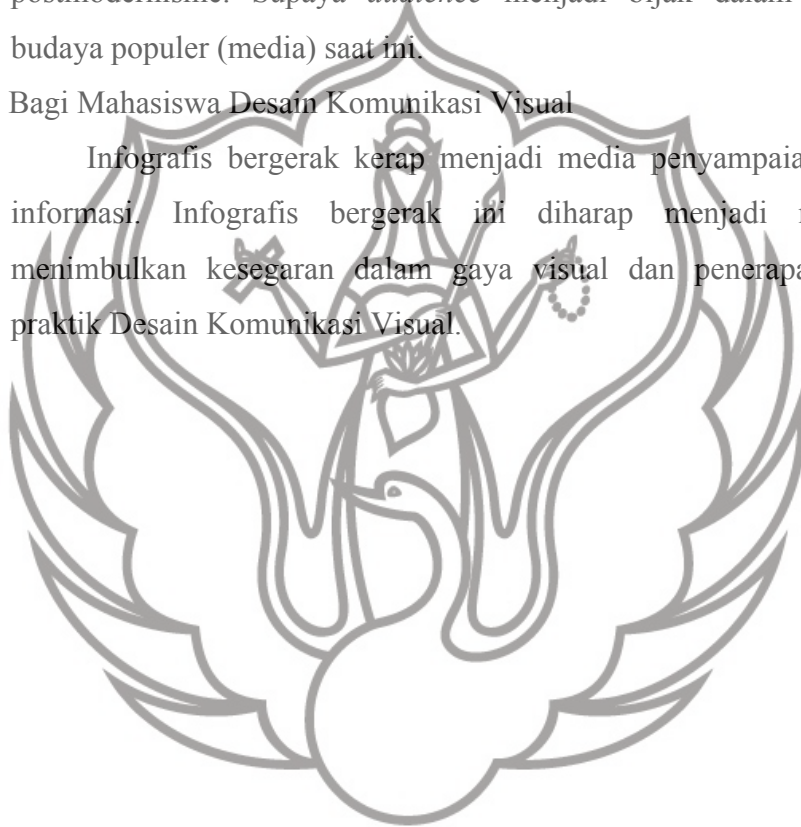 postmodernisme. Supaya audience menjadi bijak dalam
budaya populer (media) saat ini.
Bagi Mahasiswa Desain Komunikasi Visual
Infografis bergerak kerap menjadi media penyampaia
informasi. Infografis bergerak ini diharap menjadi
menimbulkan kesegaran dalam gaya visual dan penerapa
praktik Desain Komunikasi Visual.